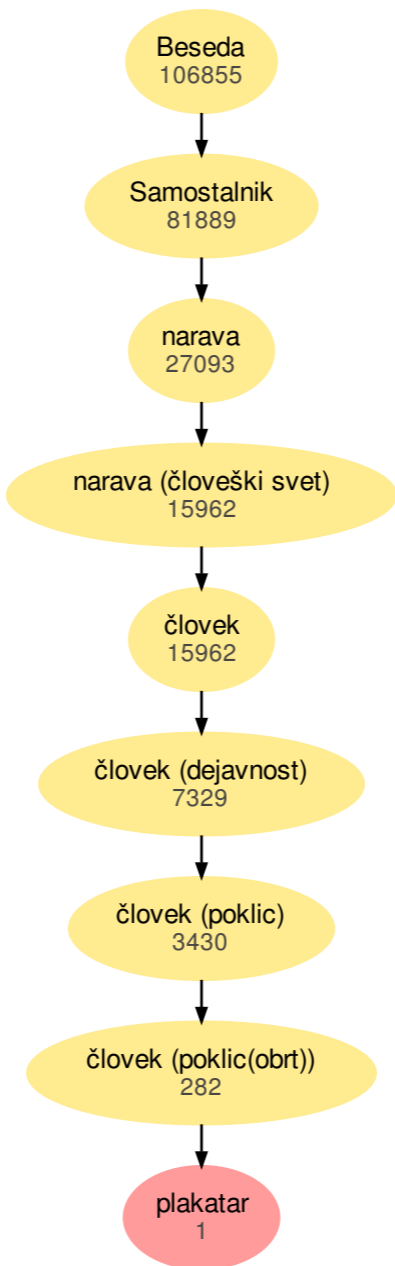 Beseda
106855
Samostalnik
81889
narava
27093
narava (človeški svet)
15962
človek
15962
človek (dejavnost)
7329
človek (poklic)
3430
človek (poklic(obrt))
282
plakatar
1